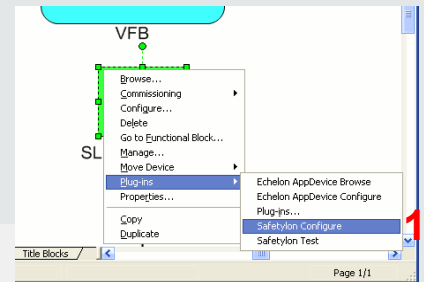 VFB
SL
Browse...
Commissioning
Configure...
Delete
Go to Functional Block...
Manage...
Move Device
Plug-ins
Properties...
Copy
Duplicate
Echelon AppDevice Browse
Echelon AppDevice Configure
Plug-ins...
Safetylon Configure
Safetylon Test
1
Title Blocks
Page 1/1